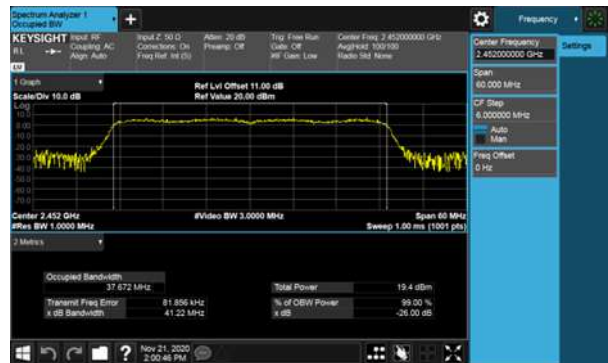 Spectrum Analyzer 1
Occupied BW
Frequency
KEYSIGHT
Input: RF
Coupling: AC
Align: Auto
Input Z: 50 Ω
Corrections: On
Freq Ref: Int (S)
Atten: 20 dB
Preamp: Off
Trig: Free Run
Gate: Off
#IF Gain: Low
Center Freq: 2.452000000 GHz
Avg|Hold: 100/100
Radio Std: None
Center Frequency
2.452000000 GHz
Settings
Span
60.000 MHz
CF Step
6.000000 MHz
Auto
Man
Freq Offset
0 Hz
1 Graph
Scale/Div 10.0 dB
Ref Lvl Offset 11.00 dB
Ref Value 20.00 dBm
Log
10.0
0.00
Center 2.452 GHz
#Res BW 1.0000 MHz
#Video BW 3.0000 MHz
Span 60 MHz
Sweep 1.00 ms (1001 pts)
2 Metrics
Occupied Bandwidth
37.672 MHz
Total Power 19.4 dBm
Transmit Freq Error 81.856 kHz
% of OBW Power 99.00 %
x dB Bandwidth 41.22 MHz
x dB -26.00 dB
Nov 21, 2020
2:00:46 PM